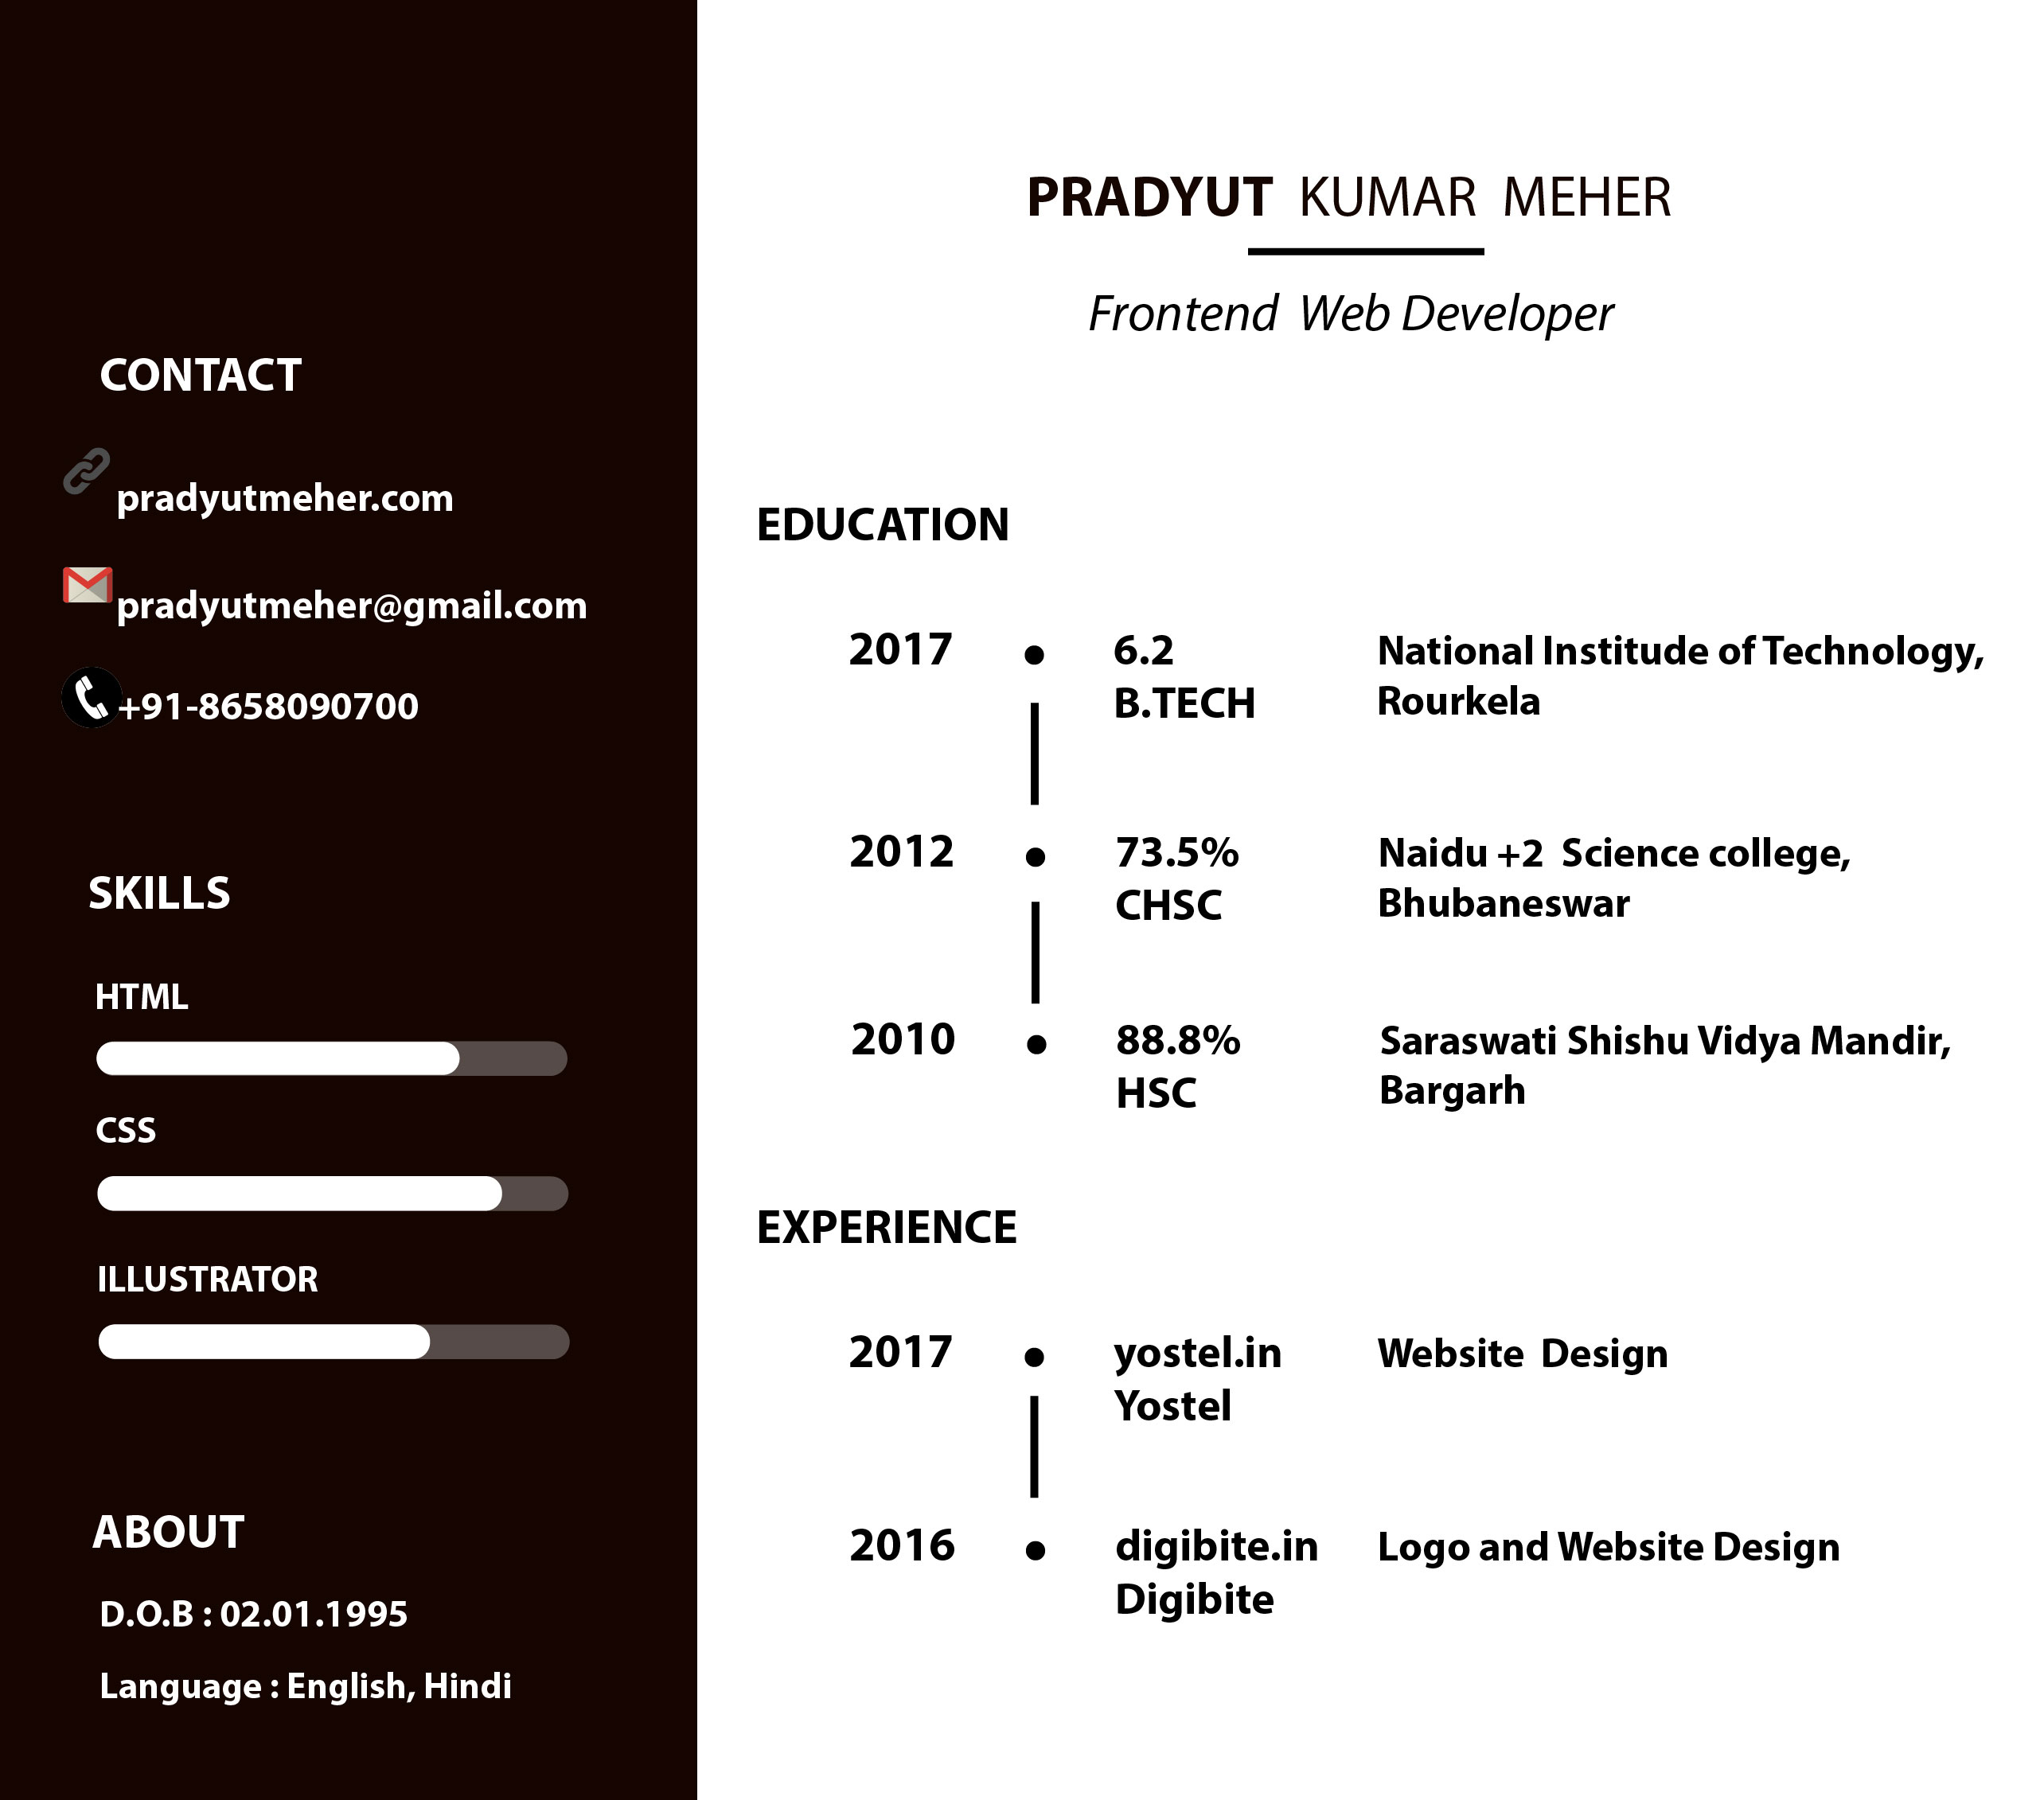 CONTACT
pradyutmeher.com
pradyutmeher@gmail.com
+91-8658090700
SKILLS
HTML
CSS
ILLUSTRATOR
ABOUT
D.O.B : 02.01.1995
Language : English, Hindi
PRADYUT KUMAR MEHER
Frontend Web Developer
EDUCATION
2017 6.2 National Institude of Technology,
B.TECH Rourkela
2012 73.5% Naidu +2 Science college,
CHSC Bhubaneswar
2010 88.8% Saraswati Shishu Vidya Mandir,
HSC Bargarh
EXPERIENCE
2017 yostel.in Website Design
Yostel
2016 digibite.in Logo and Website Design
Digibite